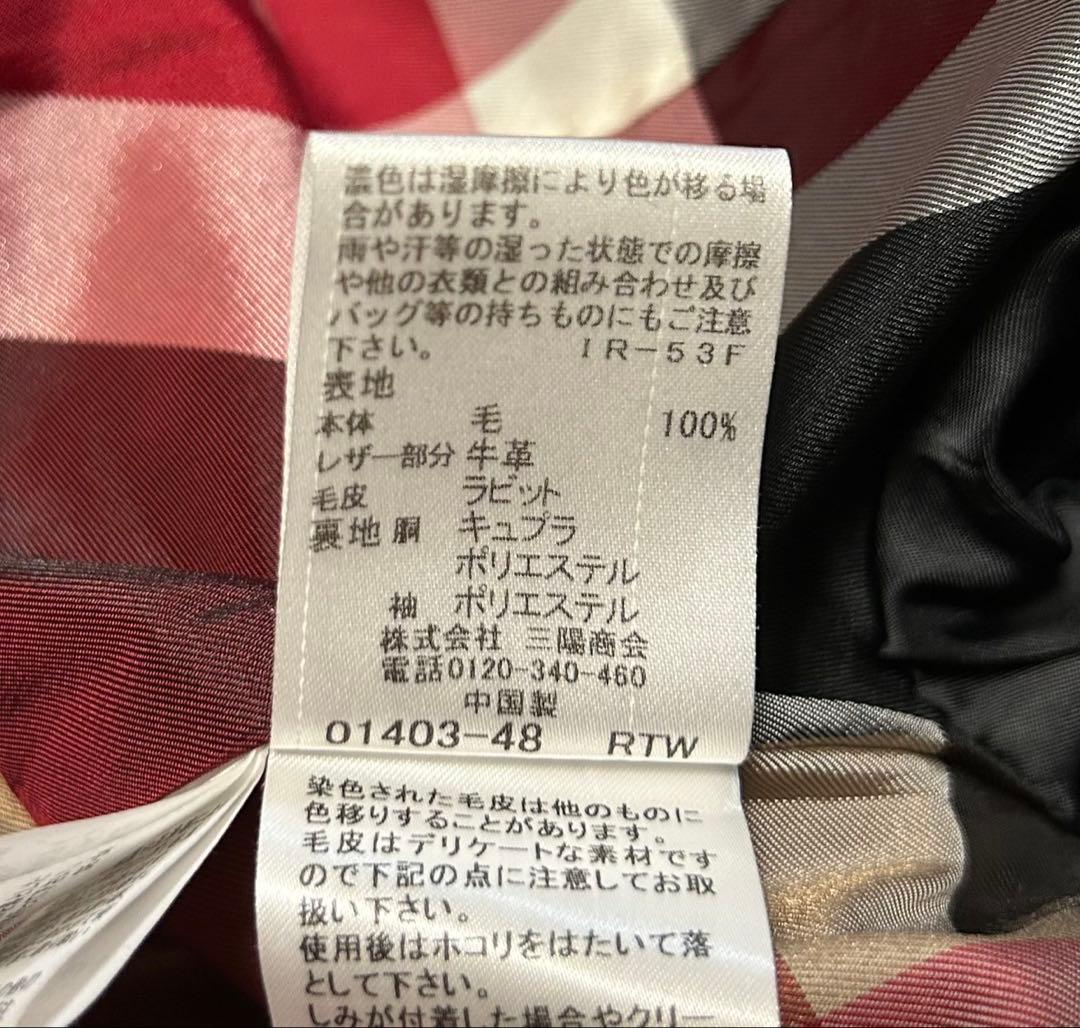 濃色は湿摩擦により色が移る場
合があります。
雨や汗等の湿った状態での摩擦
や他の衣類との組み合わせ及び
バッグ等の持ちものにもご注意
下さい。 IR-53F
表地
本体 毛 100%
レザー部分 牛革
毛皮 ラビット
裏地 胴 キュプラ
ポリエステル
袖 ポリエステル
株式会社 三陽商会
電話0120-340-460
中国製
01403-48 RTW
染色された毛皮は他のものに
色移りすることがあります。
毛皮はデリケートな素材です
ので下記の点に注意してお取
扱い下さい。
使用後はホコリをはたいて落
として下さい。
しみが付着した場合やクリー